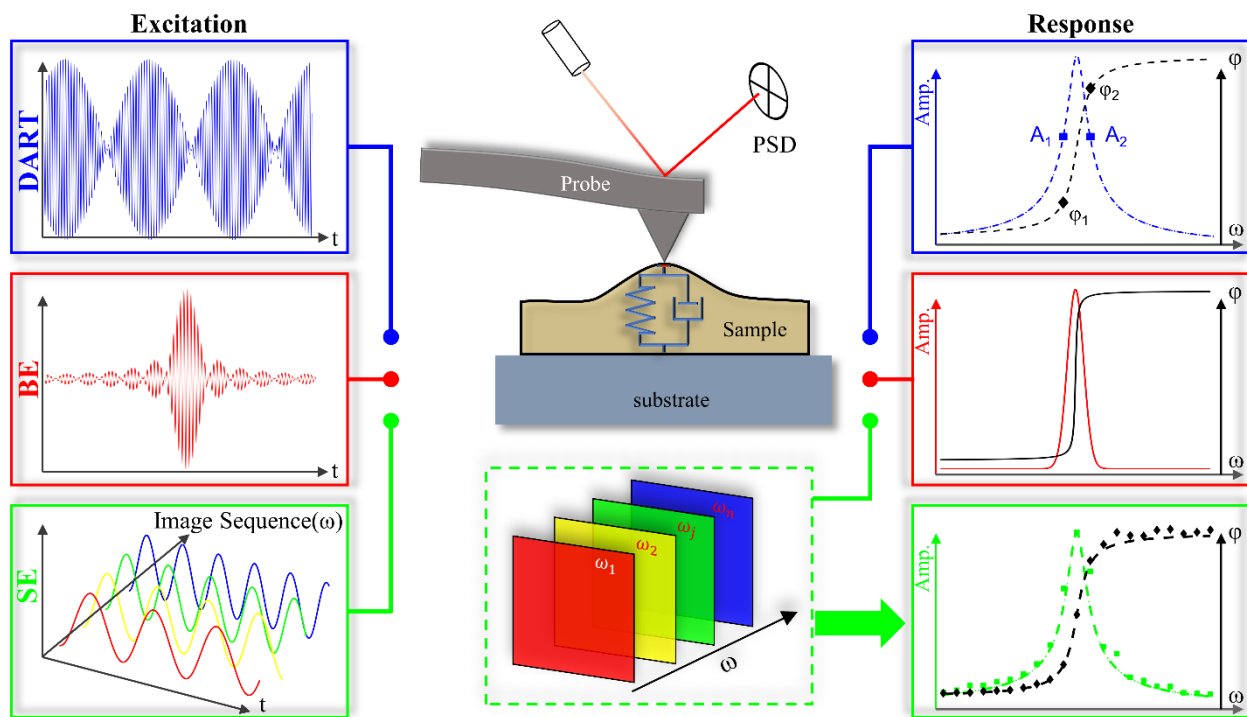 Excitation
Response
DART
t
PSD
Probe
Sample
substrate
Amp.
φ
A₁
A₂
φ₂
φ₁
ω
BE
t
Amp.
φ
ω
SE
Image Sequence(ω)
t
ω₁
ω₂
ωⱼ
ωₙ
ω
Amp.
φ
ω